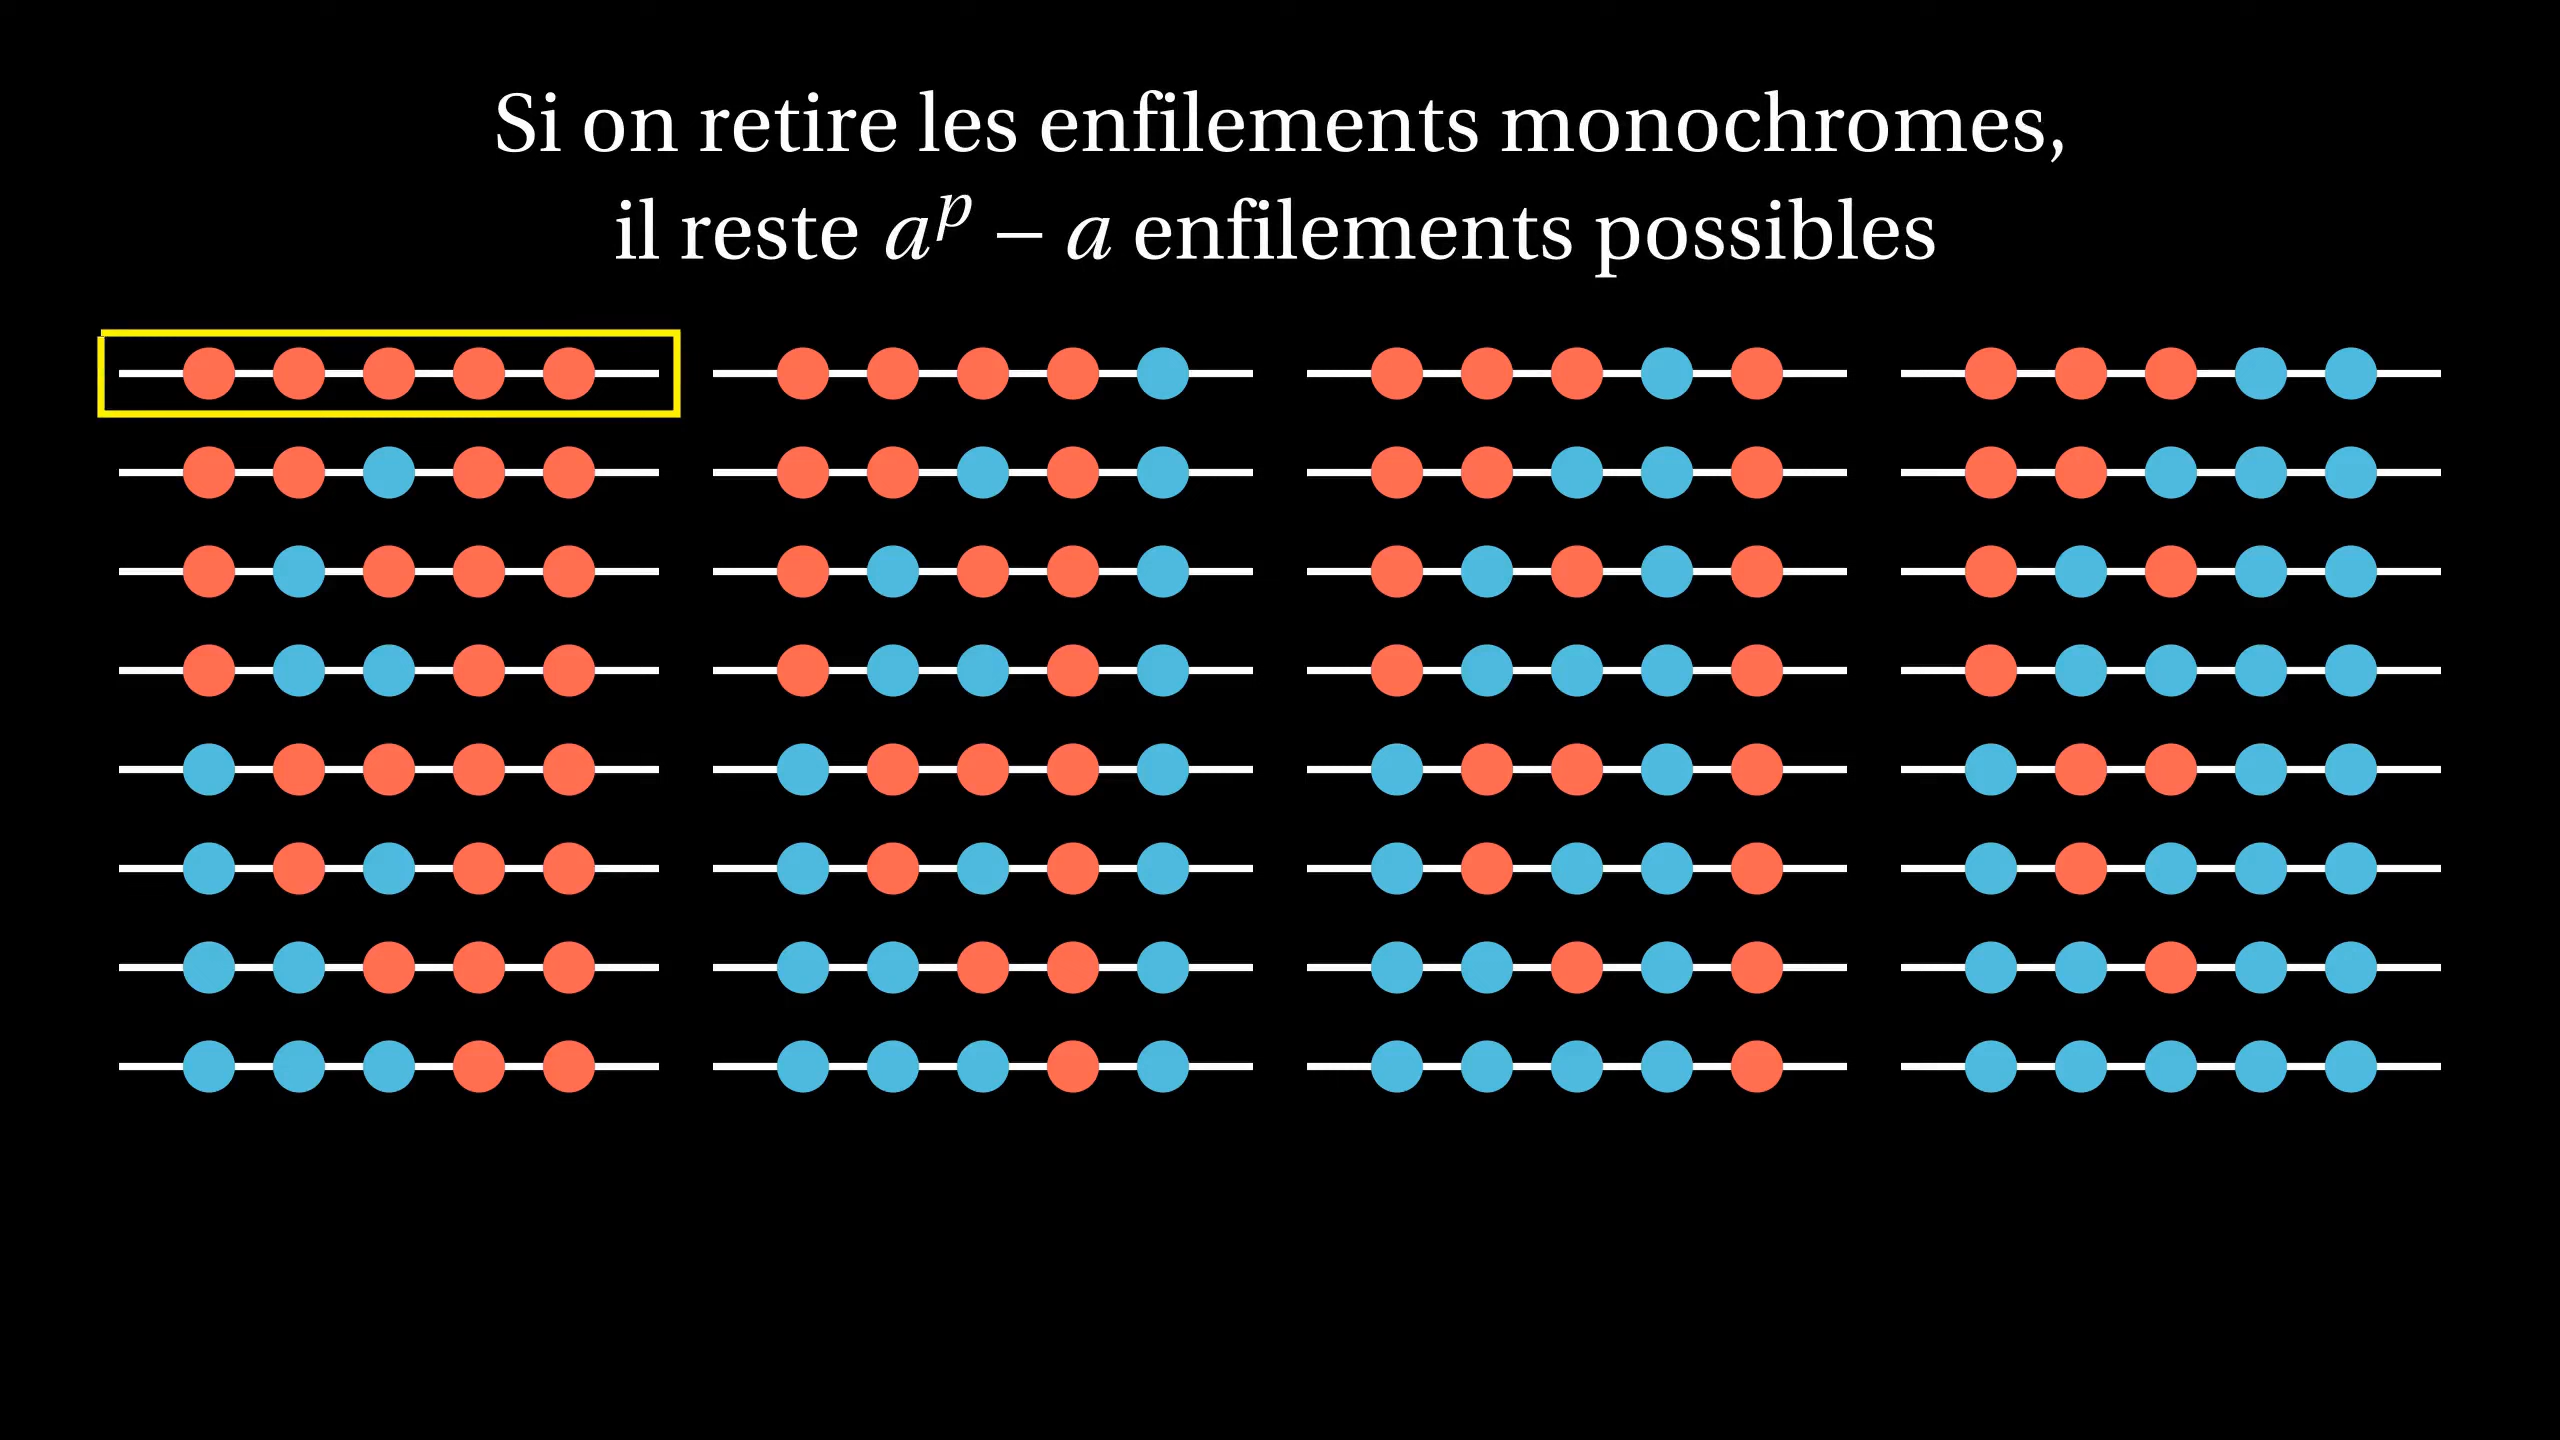 Si on retire les enfilements monochromes,
il reste $a^p - a$ enfilements possibles